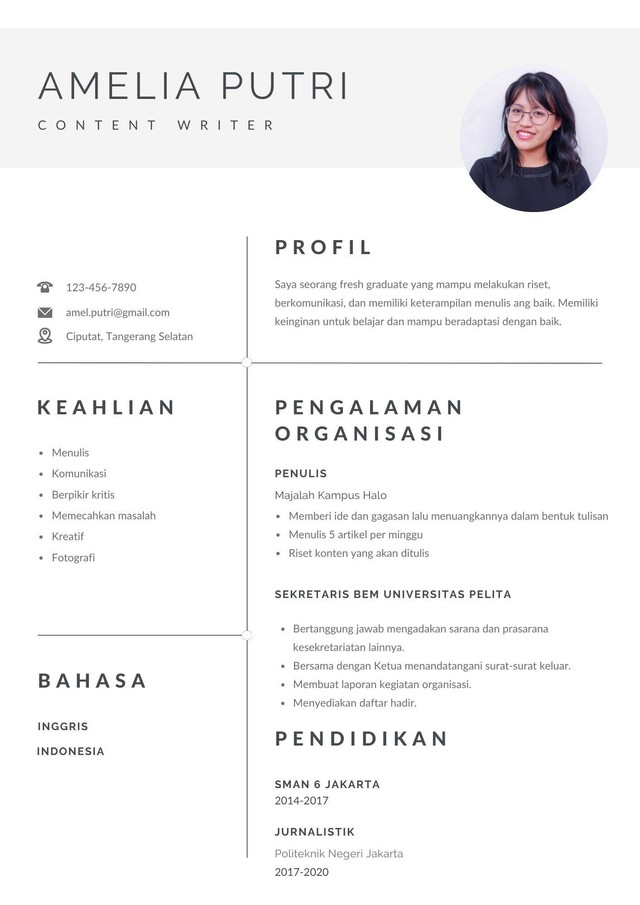 AMELIA PUTRI
CONTENT WRITER
123-456-7890
amel.putri@gmail.com
Ciputat, Tangerang Selatan
PROFIL
Saya seorang fresh graduate yang mampu melakukan riset,
berkomunikasi, dan memiliki keterampilan menulis ang baik. Memiliki
keinginan untuk belajar dan mampu beradaptasi dengan baik.
KEAHLIAN
• Menulis
• Komunikasi
• Berpikir kritis
• Memecahkan masalah
• Kreatif
• Fotografi
BAHASA
INGGRIS
INDONESIA
PENGALAMAN
ORGANISASI
PENULIS
Majalah Kampus Halo
• Memberi ide dan gagasan lalu menuangkannya dalam bentuk tulisan
• Menulis 5 artikel per minggu
• Riset konten yang akan ditulis
SEKRETARIS BEM UNIVERSITAS PELITA
• Bertanggung jawab mengadakan sarana dan prasarana
kesekretariatan lainnya.
• Bersama dengan Ketua menandatangani surat-surat keluar.
• Membuat laporan kegiatan organisasi.
• Menyediakan daftar hadir.
PENDIDIKAN
SMAN 6 JAKARTA
2014-2017
JURNALISTIK
Politeknik Negeri Jakarta
2017-2020